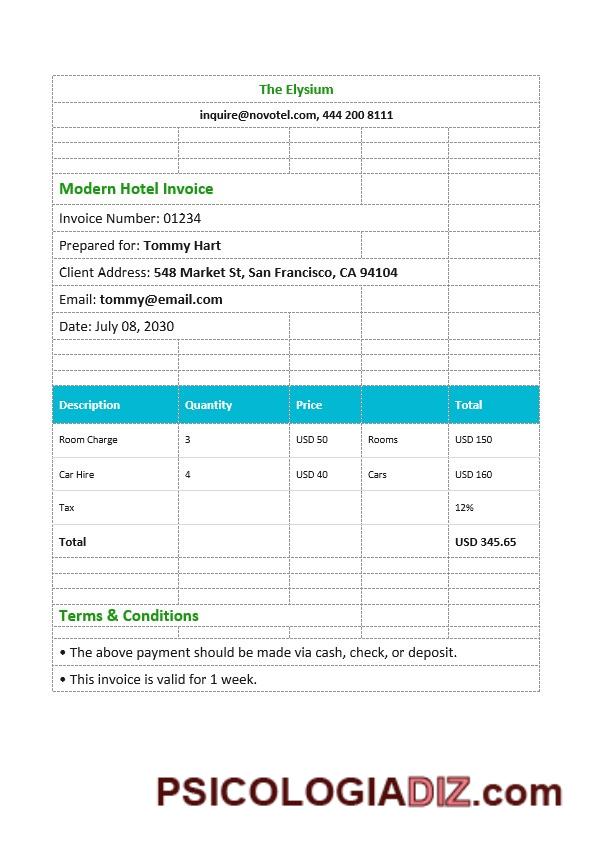 The Elysium
inquire@novotel.com, 444 200 8111
Modern Hotel Invoice
Invoice Number: 01234
Prepared for: Tommy Hart
Client Address: 548 Market St, San Francisco, CA 94104
Email: tommy@email.com
Date: July 08, 2030
Description Quantity Price Total
Room Charge 3 USD 50 Rooms USD 150
Car Hire 4 USD 40 Cars USD 160
Tax 12%
Total USD 345.65
Terms & Conditions
• The above payment should be made via cash, check, or deposit.
• This invoice is valid for 1 week.
PSICOLOGIADIZ.com